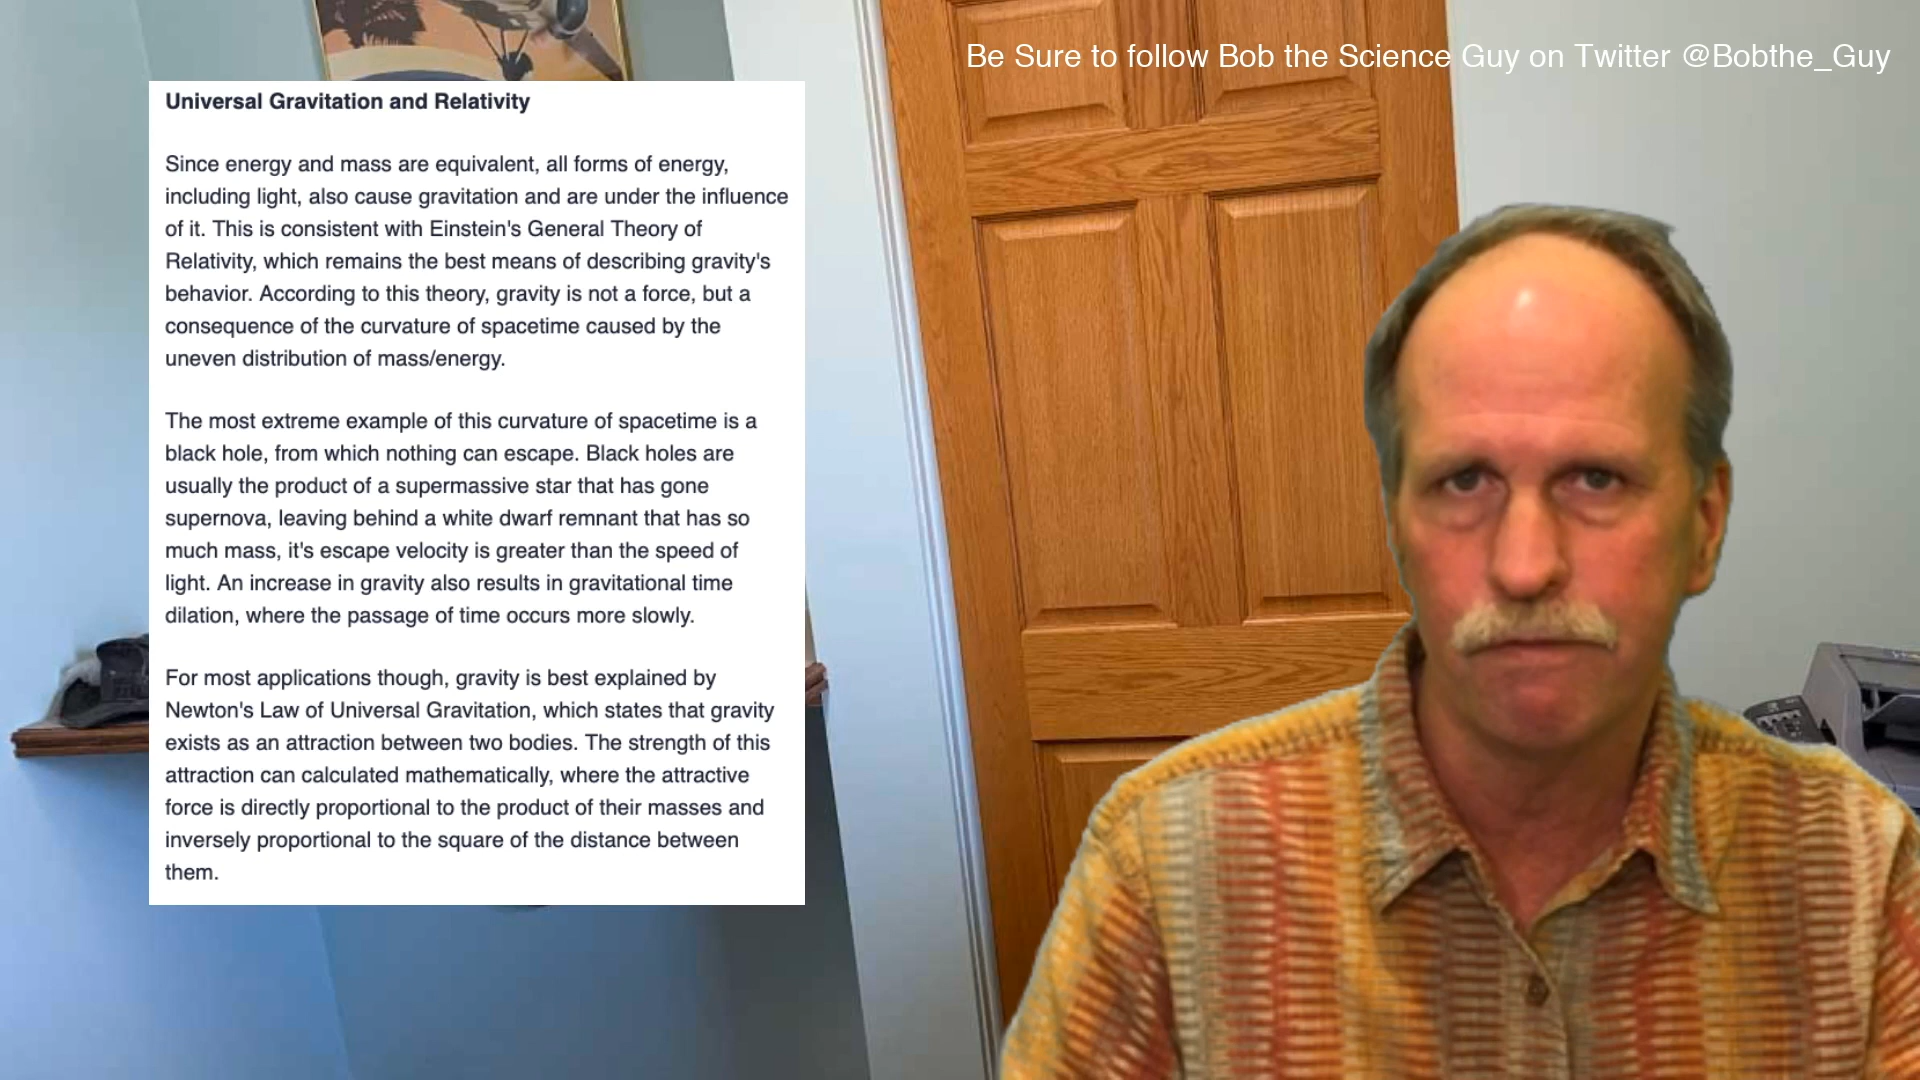 Be Sure to follow Bob the Science Guy on Twitter @Bobthe_Guy
Universal Gravitation and Relativity
Since energy and mass are equivalent, all forms of energy,
including light, also cause gravitation and are under the influence
of it. This is consistent with Einstein's General Theory of
Relativity, which remains the best means of describing gravity's
behavior. According to this theory, gravity is not a force, but a
consequence of the curvature of spacetime caused by the
uneven distribution of mass/energy.
The most extreme example of this curvature of spacetime is a
black hole, from which nothing can escape. Black holes are
usually the product of a supermassive star that has gone
supernova, leaving behind a white dwarf remnant that has so
much mass, it's escape velocity is greater than the speed of
light. An increase in gravity also results in gravitational time
dilation, where the passage of time occurs more slowly.
For most applications though, gravity is best explained by
Newton's Law of Universal Gravitation, which states that gravity
exists as an attraction between two bodies. The strength of this
attraction can calculated mathematically, where the attractive
force is directly proportional to the product of their masses and
inversely proportional to the square of the distance between
them.